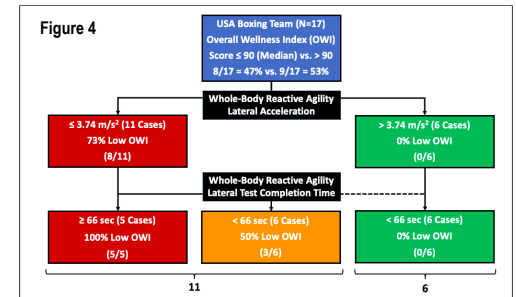 Figure 4
USA Boxing Team (N=17)
Overall Wellness Index (OWI)
Score ≤ 90 (Median) vs. > 90
8/17 = 47% vs. 9/17 = 53%
Whole-Body Reactive Agility
Lateral Acceleration
≤ 3.74 m/s² (11 Cases)
73% Low OWI
(8/11)
> 3.74 m/s² (6 Cases)
0% Low OWI
(0/6)
Whole-Body Reactive Agility
Lateral Test Completion Time
≥ 66 sec (5 Cases)
100% Low OWI
(5/5)
< 66 sec (6 Cases)
50% Low OWI
(3/6)
< 66 sec (6 Cases)
0% Low OWI
(0/6)
11
6